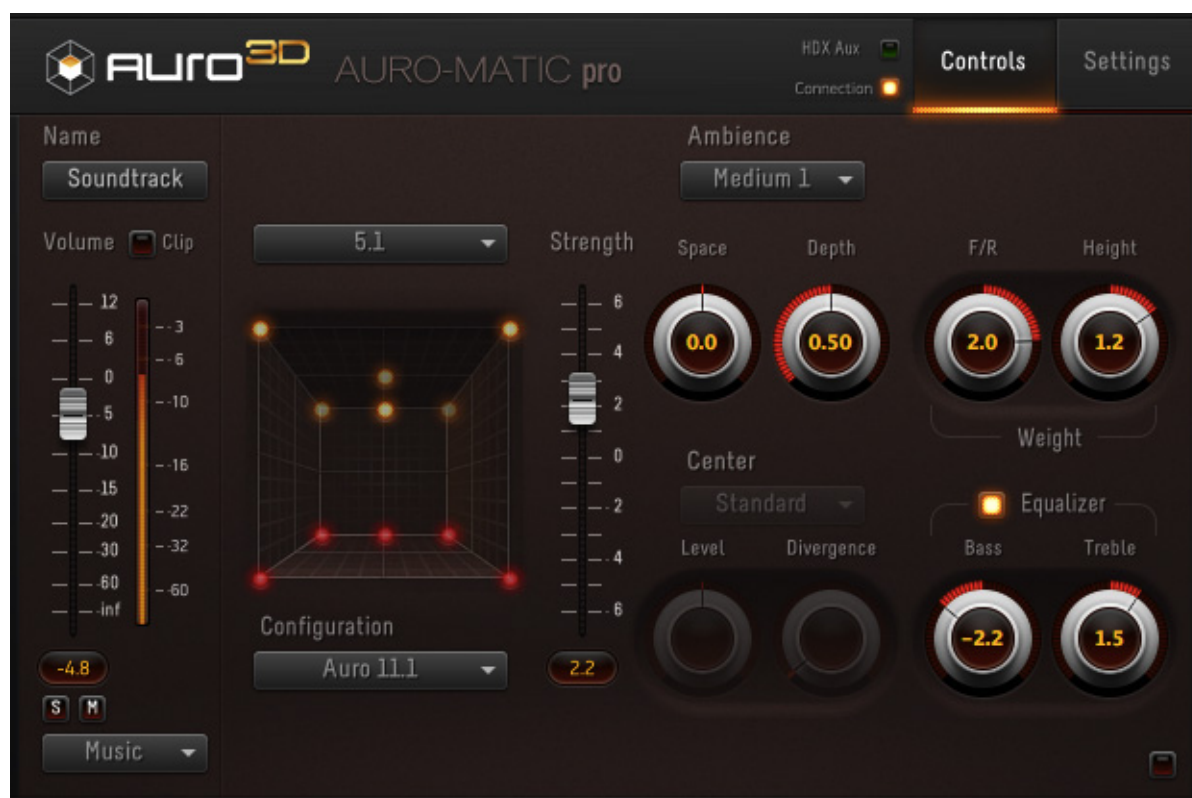 Auro 3D AURO-MATIC pro
HDX Aux
Connection
Controls
Settings
Name
Soundtrack
Ambience
Medium 1
Volume
Clip
5.1
Strength
Space
Depth
F/R
Height
12
6
0
-5
-10
-15
-20
-30
-60
-inf
-3
-6
-10
-16
-22
-32
-60
6
4
2
0
2
4
6
0.0
0.50
2.0
1.2
Weight
Center
Standard
Equalizer
Level
Divergence
Bass
Treble
-2.2
1.5
Configuration
Auro 11.1
-4.8
2.2
S M
Music